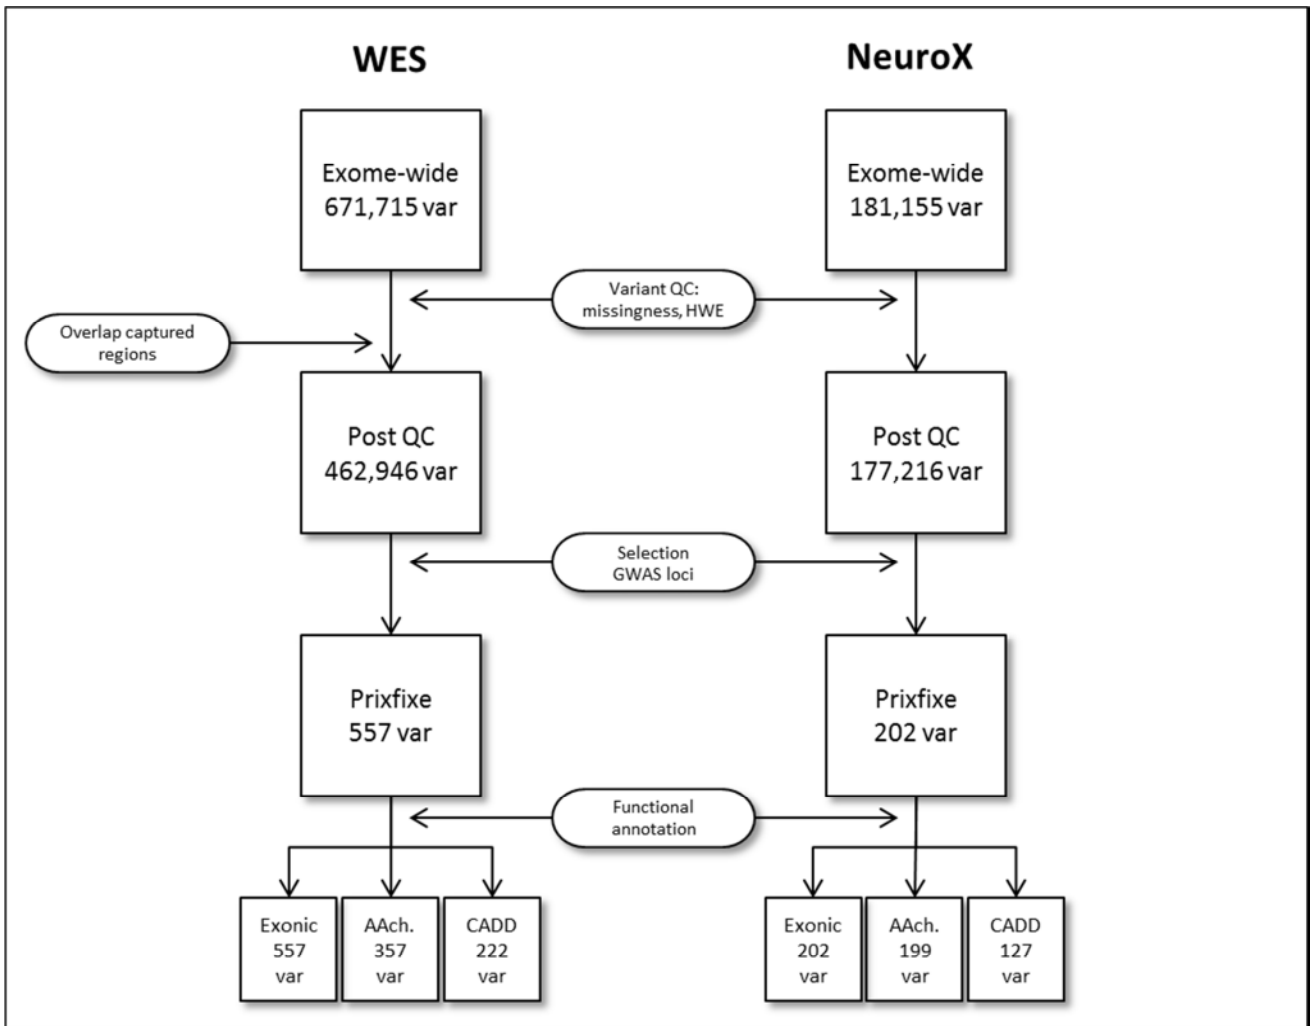 WES
NeuroX
Exome-wide
671,715 var
Exome-wide
181,155 var
Variant QC:
missingness, HWE
Overlap captured
regions
Post QC
462,946 var
Post QC
177,216 var
Selection
GWAS loci
Prixfixe
557 var
Prixfixe
202 var
Functional
annotation
Exonic
557
var
AAch.
357
var
CADD
222
var
Exonic
202
var
AAch.
199
var
CADD
127
var